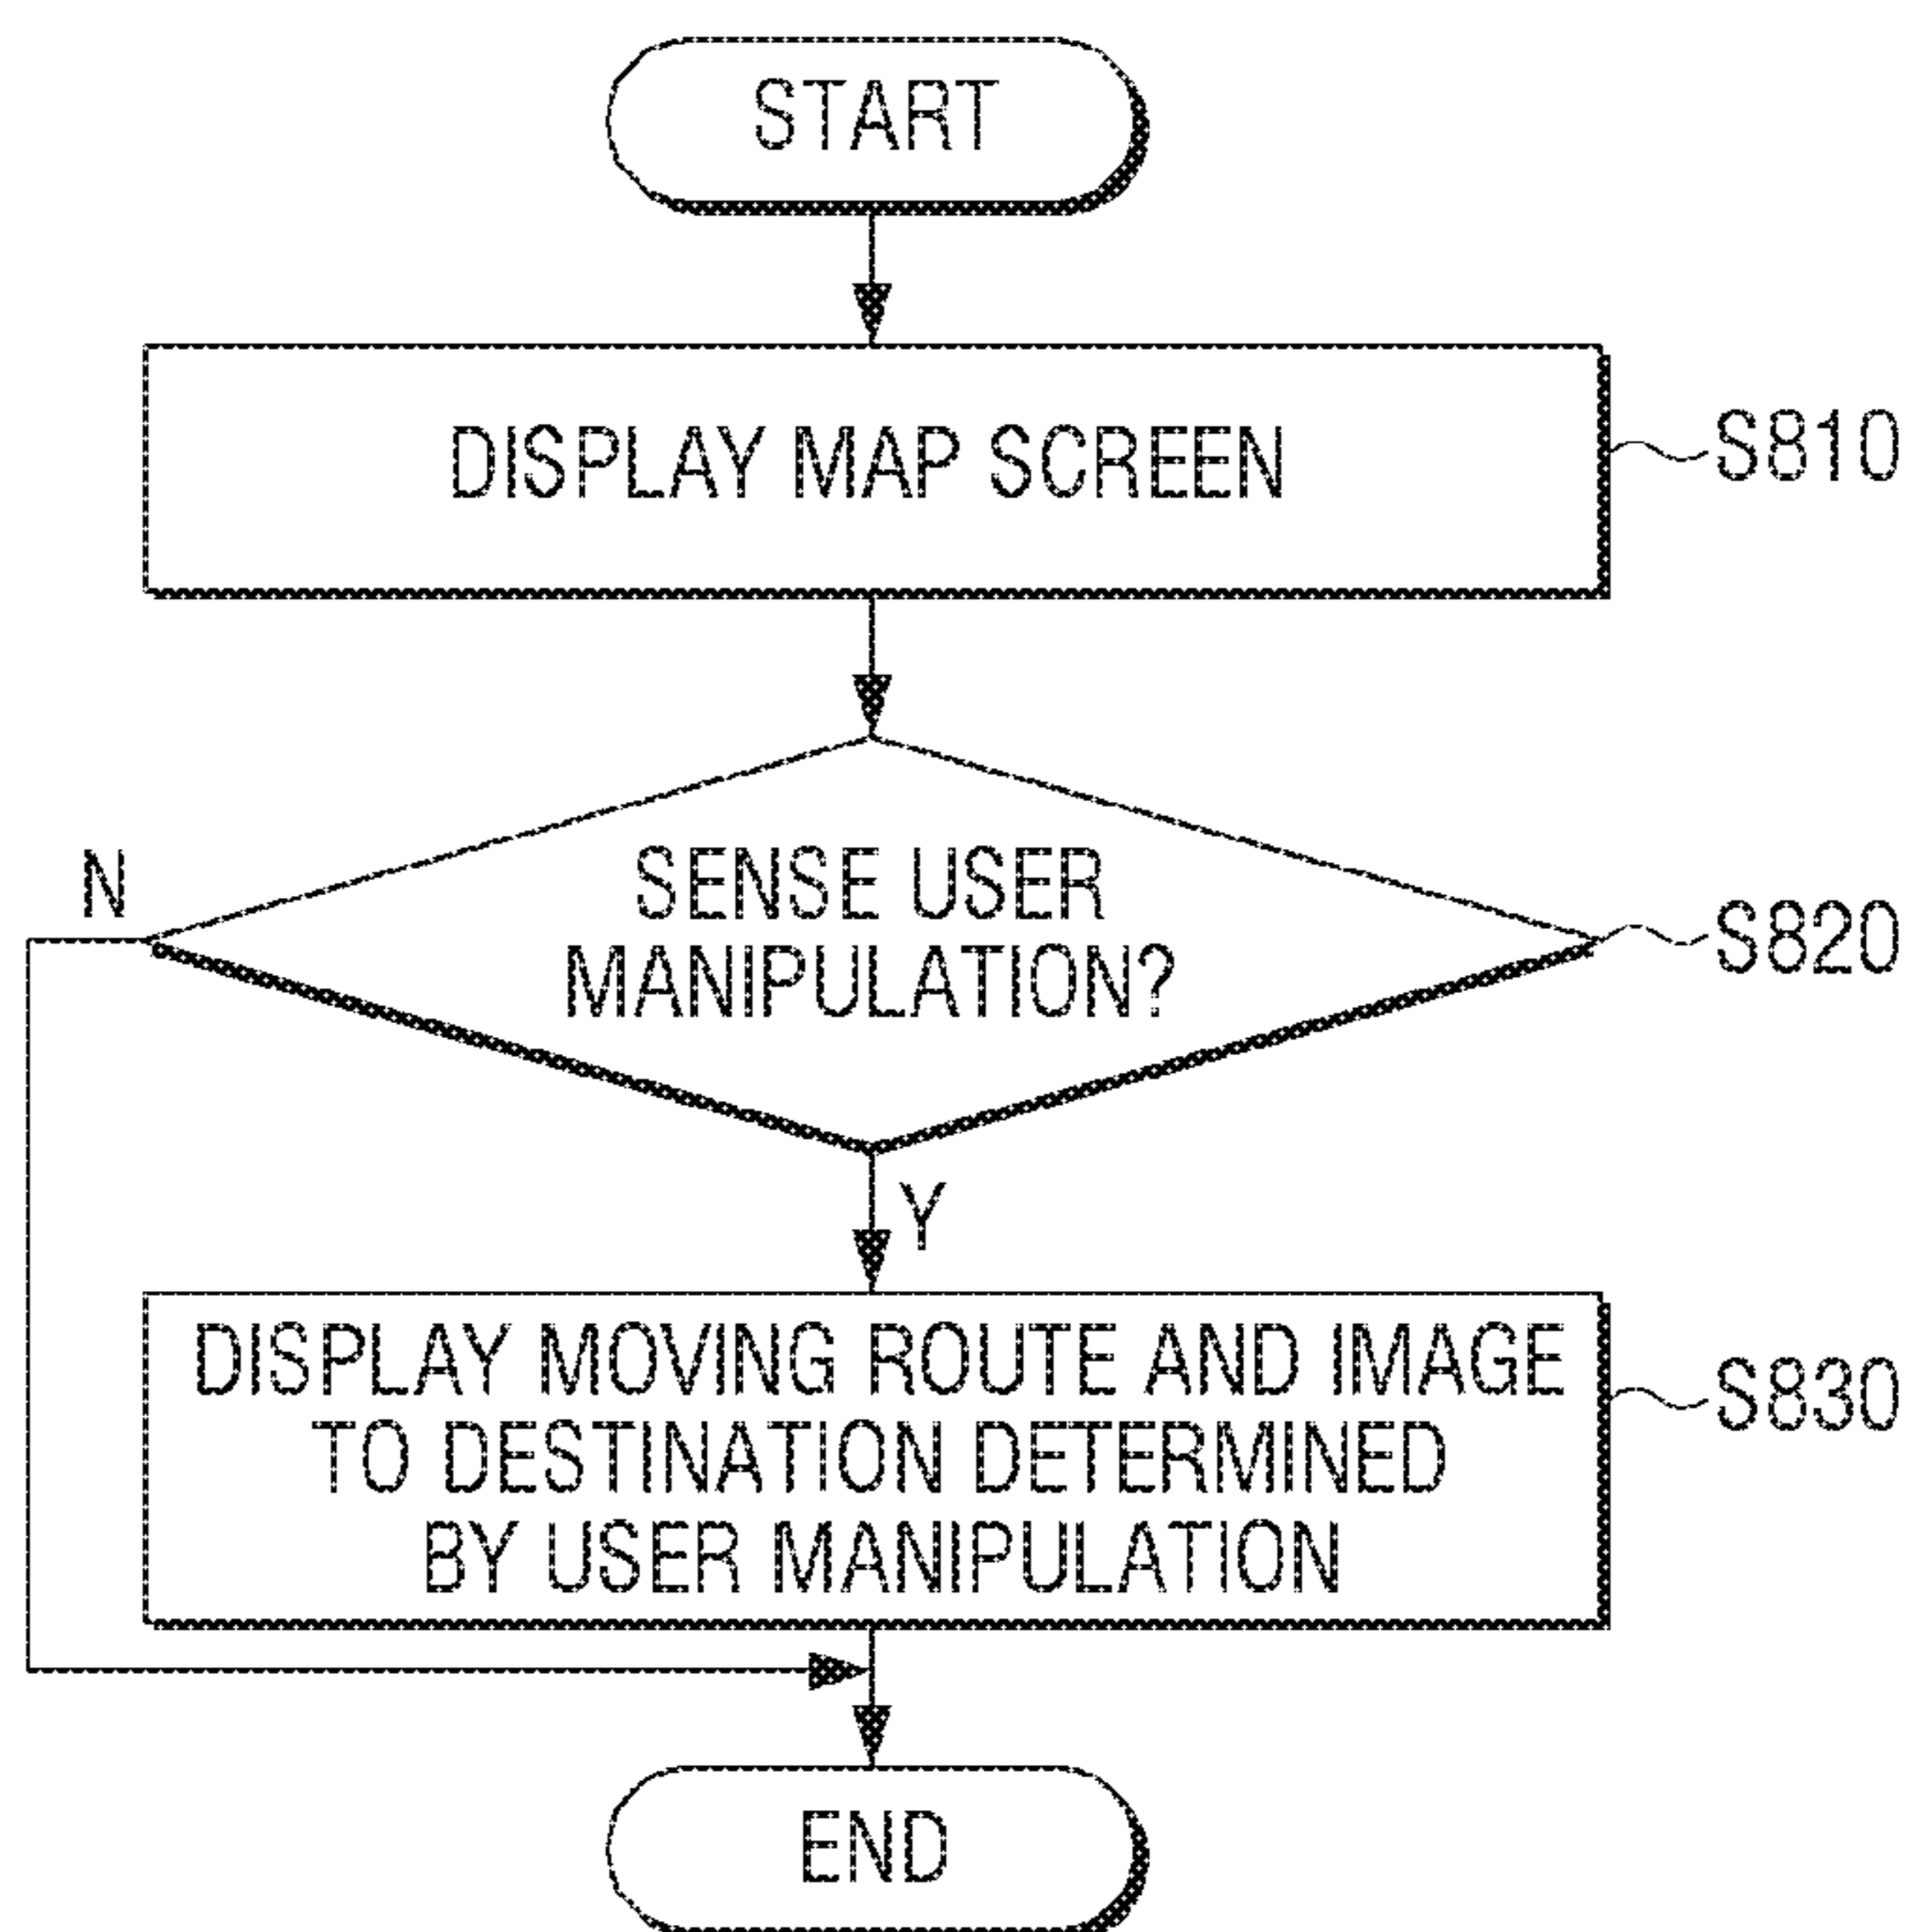 START
DISPLAY MAP SCREEN
S810
N
SENSE USER
MANIPULATION?
S820
Y
DISPLAY MOVING ROUTE AND IMAGE
TO DESTINATION DETERMINED
BY USER MANIPULATION
S830
END